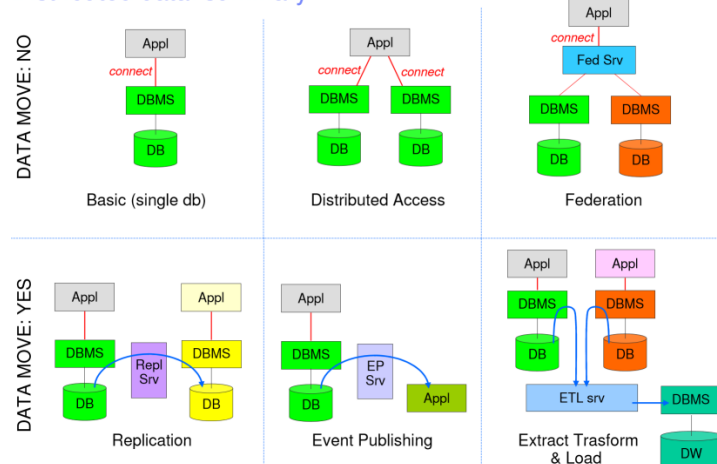 DATA MOVE: NO
Appl
connect
DBMS
DB
Basic (single db)
Appl
connect connect
DBMS DBMS
DB DB
Distributed Access
Appl
connect
Fed Srv
DBMS DBMS
DB DB
Federation
DATA MOVE: YES
Appl Appl
DBMS DBMS
Repl
Srv
DB DB
Replication
Appl
DBMS
EP
Srv
DB
Appl
Event Publishing
Appl Appl
DBMS DBMS
DB DB
ETL srv
DBMS
DW
Extract Trasform
& Load